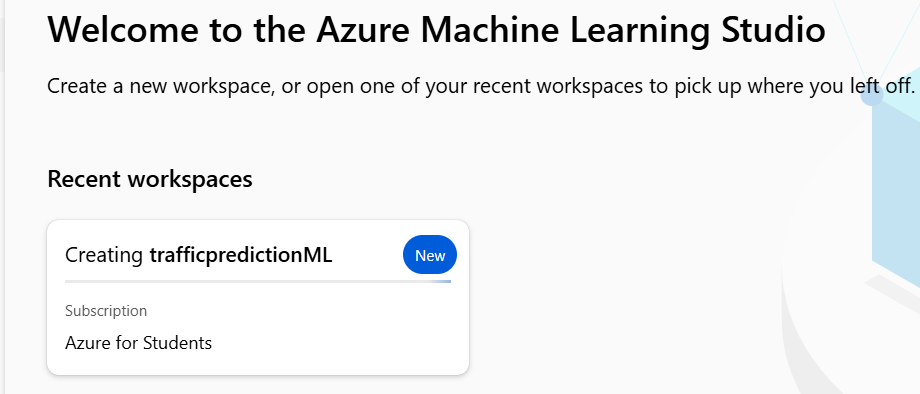 Welcome to the Azure Machine Learning Studio
Create a new workspace, or open one of your recent workspaces to pick up where you left off.
Recent workspaces
Creating trafficpredictionML
New
Subscription
Azure for Students